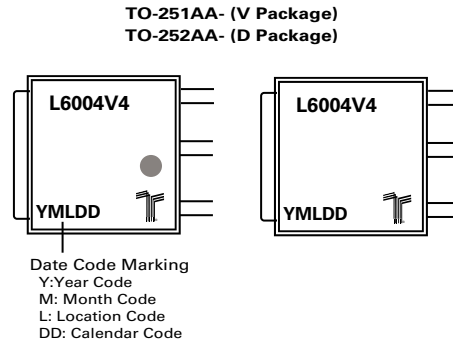 TO-251AA- (V Package)
TO-252AA- (D Package)
L6004V4
YMLDD
L6004V4
YMLDD
Date Code Marking
Y:Year Code
M: Month Code
L: Location Code
DD: Calendar Code